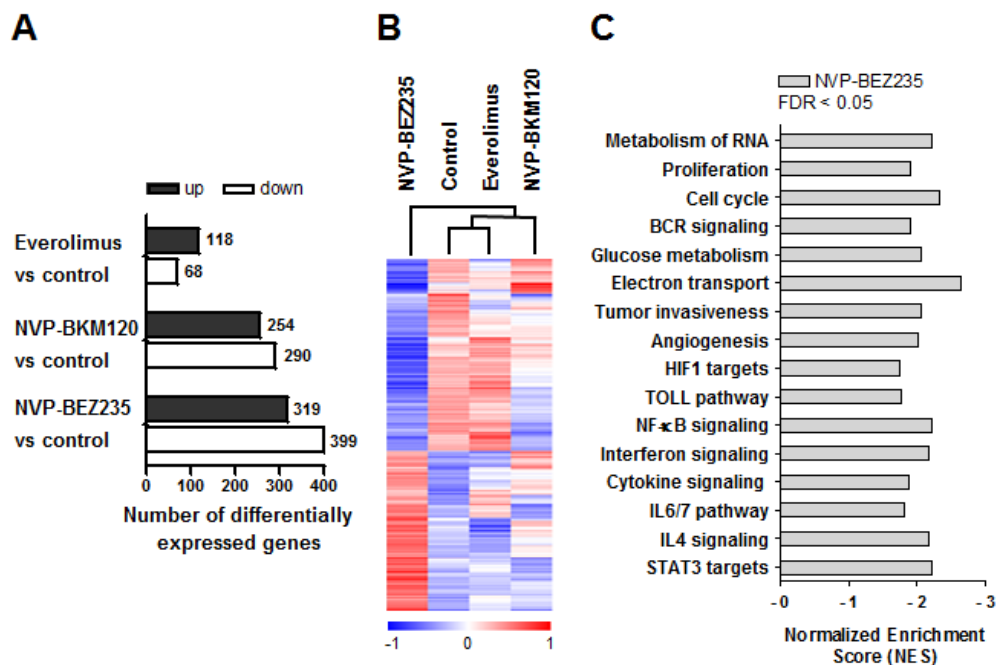 A
up down
Everolimus
vs control
118
68
NVP-BKM120
vs control
254
290
NVP-BEZ235
vs control
319
399
0 100 200 300 400
Number of differentially
expressed genes
B
NVP-BEZ235
Control
Everolimus
NVP-BKM120
-1 0 1
C
NVP-BEZ235
FDR < 0.05
Metabolism of RNA
Proliferation
Cell cycle
BCR signaling
Glucose metabolism
Electron transport
Tumor invasiveness
Angiogenesis
HIF1 targets
TOLL pathway
NF-κB signaling
Interferon signaling
Cytokine signaling
IL6/7 pathway
IL4 signaling
STAT3 targets
- 0 - 1 - 2 - 3
Normalized Enrichment
Score (NES)